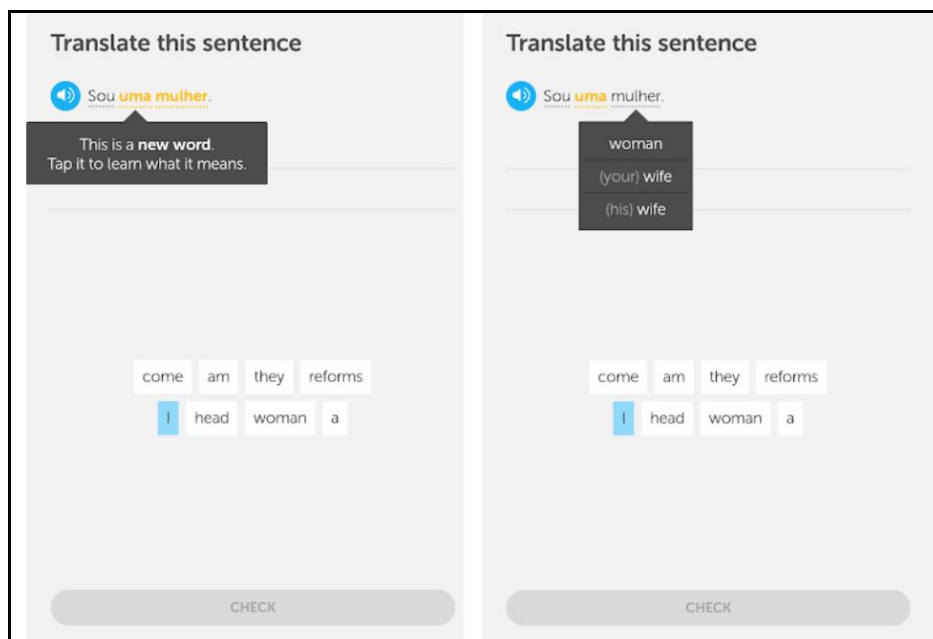 Translate this sentence
Sou uma mulher.
This is a new word.
Tap it to learn what it means.
come am they reforms
I head woman a
CHECK
Translate this sentence
Sou uma mulher.
woman
(your) wife
(his) wife
come am they reforms
I head woman a
CHECK